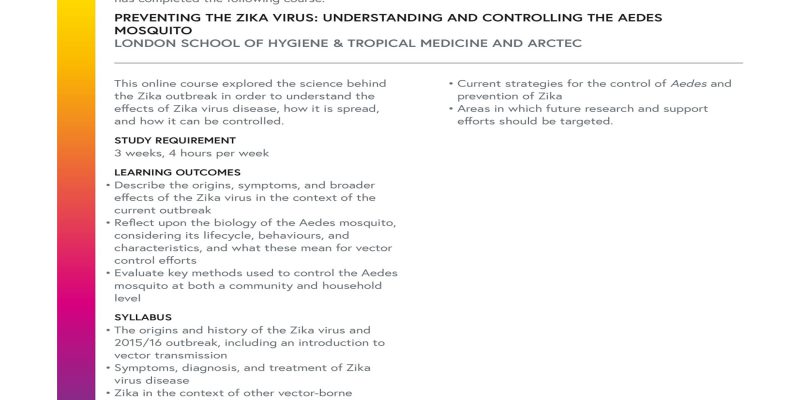 has completed the following course:
PREVENTING THE ZIKA VIRUS: UNDERSTANDING AND CONTROLLING THE AEDES
MOSQUITO
LONDON SCHOOL OF HYGIENE & TROPICAL MEDICINE AND ARCTEC
This online course explored the science behind
the Zika outbreak in order to understand the
effects of Zika virus disease, how it is spread,
and how it can be controlled.
STUDY REQUIREMENT
3 weeks, 4 hours per week
LEARNING OUTCOMES
• Describe the origins, symptoms, and broader
effects of the Zika virus in the context of the
current outbreak
• Reflect upon the biology of the Aedes mosquito,
considering its lifecycle, behaviours, and
characteristics, and what these mean for vector
control efforts
• Evaluate key methods used to control the Aedes
mosquito at both a community and household
level
SYLLABUS
• The origins and history of the Zika virus and
2015/16 outbreak, including an introduction to
vector transmission
• Symptoms, diagnosis, and treatment of Zika
virus disease
• Zika in the context of other vector-borne
• Current strategies for the control of Aedes and
prevention of Zika
• Areas in which future research and support
efforts should be targeted.